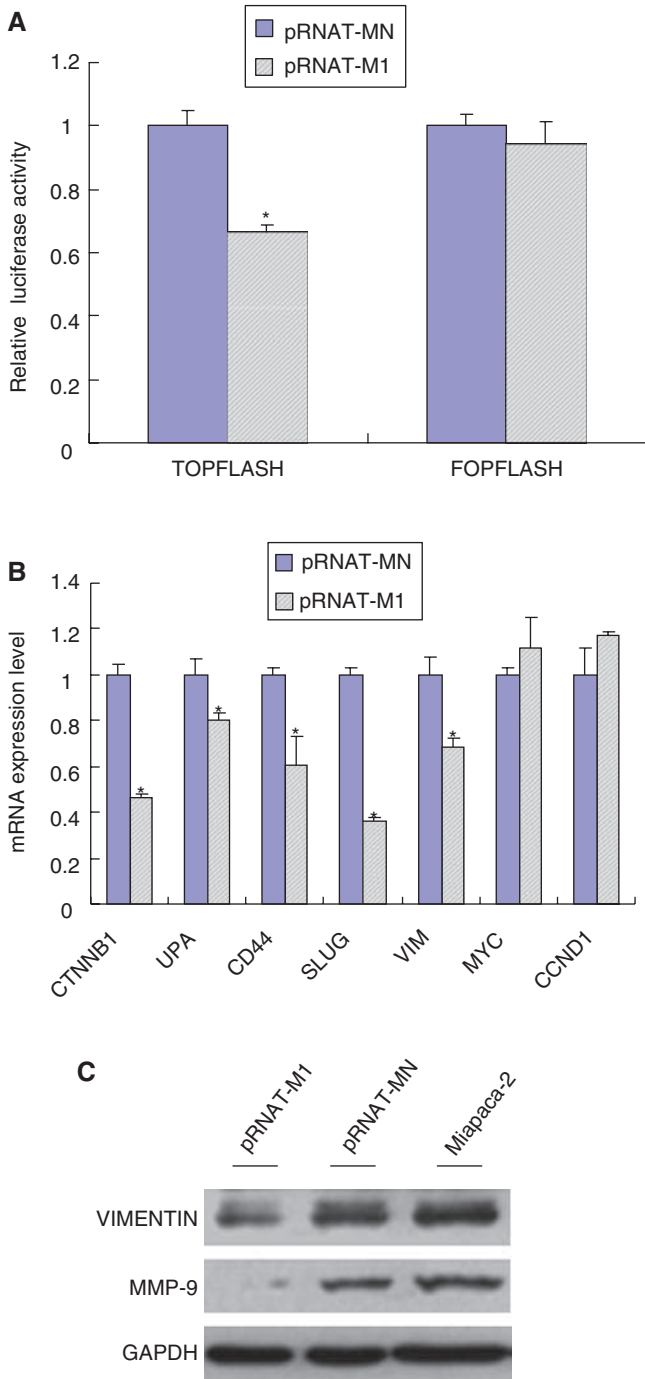 A
pRNAT-MN
pRNAT-M1
Relative luciferase activity
1.2
1
0.8
0.6
0.4
0.2
0
*
TOPFLASH
FOPFLASH
B
pRNAT-MN
pRNAT-M1
mRNA expression level
1.4
1.2
1
0.8
0.6
0.4
0.2
0
*
*
*
*
*
CTNNB1
UPA
CD44
SLUG
VIM
MYC
CCND1
C
pRNAT-M1
pRNAT-MN
Miapaca-2
VIMENTIN
MMP-9
GAPDH